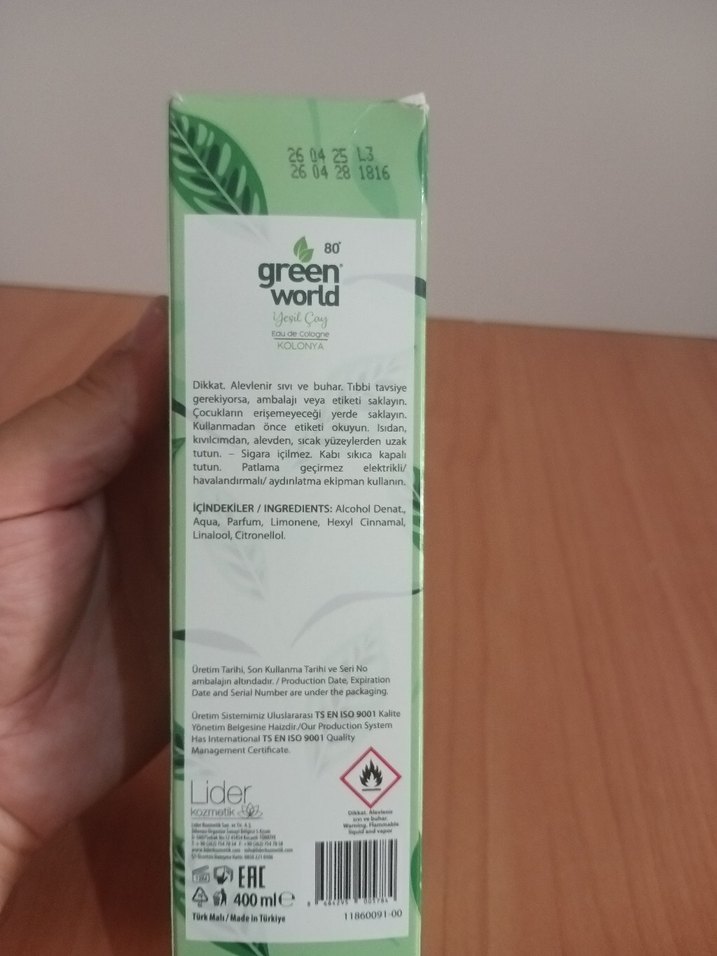 26 04 25 L3
26 04 28 1816
80°
green
world
Yeşil Çay
Eau de Cologne
KOLONYA
Dikkat. Alevlenir sıvı ve buhar. Tıbbi tavsiye
gerekiyorsa, ambalajı veya etiketi saklayın.
Çocukların erişemeyeceği yerde saklayın.
Kullanmadan önce etiketi okuyun. Isıdan,
kıvılcımdan, alevden, sıcak yüzeylerden uzak
tutun. – Sigara içilmez. Kabı sıkıca kapalı
tutun. Patlama geçirmez elektrikli/
havalandırmalı/ aydınlatma ekipman kullanın.
İÇİNDEKİLER / INGREDIENTS: Alcohol Denat.,
Aqua, Parfum, Limonene, Hexyl Cinnamal,
Linalool, Citronellol.
Üretim Tarihi, Son Kullanma Tarihi ve Seri No
ambalajın altındadır. / Production Date, Expiration
Date and Serial Number are under the packaging.
Üretim Sistemimiz Uluslararası TS EN ISO 9001 Kalite
Yönetim Belgesine Haizdir./Our Production System
Has International TS EN ISO 9001 Quality
Management Certificate.
Lider
kozmetik
Dikkat. Alevlenir
sıvı ve buhar.
Warning. Flammable
liquid and vapor
EAC
400 ml e
Türk Malı / Made in Türkiye
11860091-00